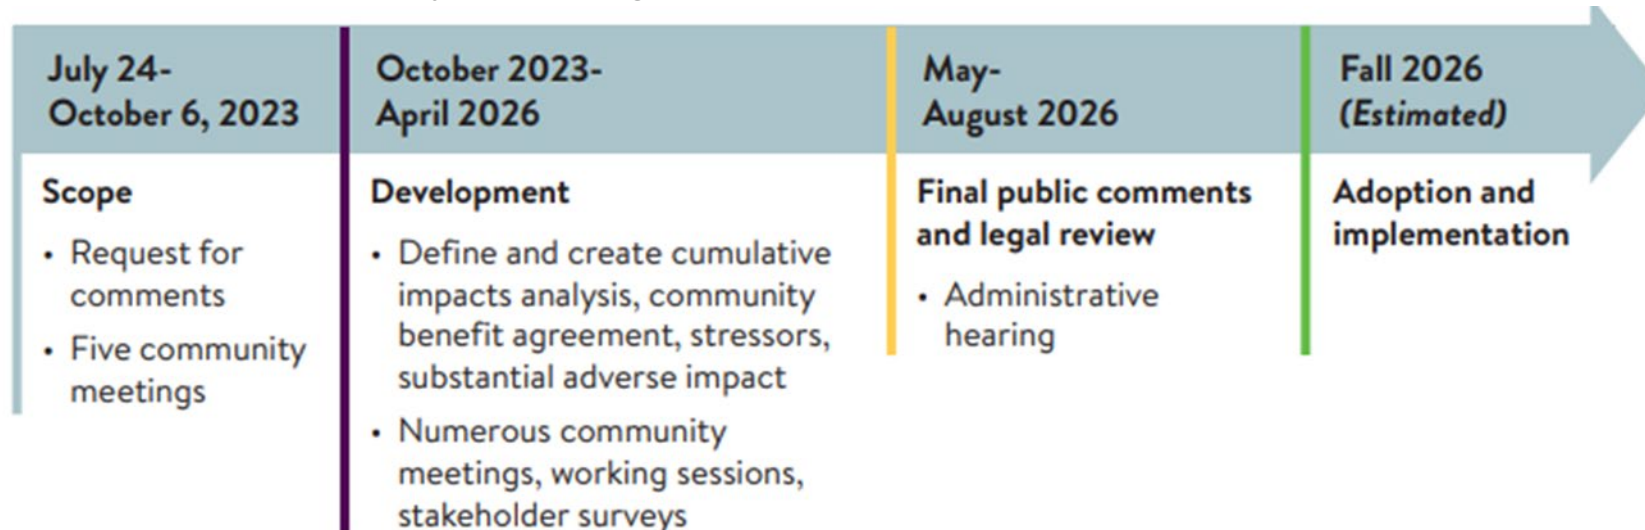 July 24-
October 6, 2023
Scope
• Request for
comments
• Five community
meetings
October 2023-
April 2026
Development
• Define and create cumulative
impacts analysis, community
benefit agreement, stressors,
substantial adverse impact
• Numerous community
meetings, working sessions,
stakeholder surveys
May-
August 2026
Final public comments
and legal review
• Administrative
hearing
Fall 2026
(Estimated)
Adoption and
implementation